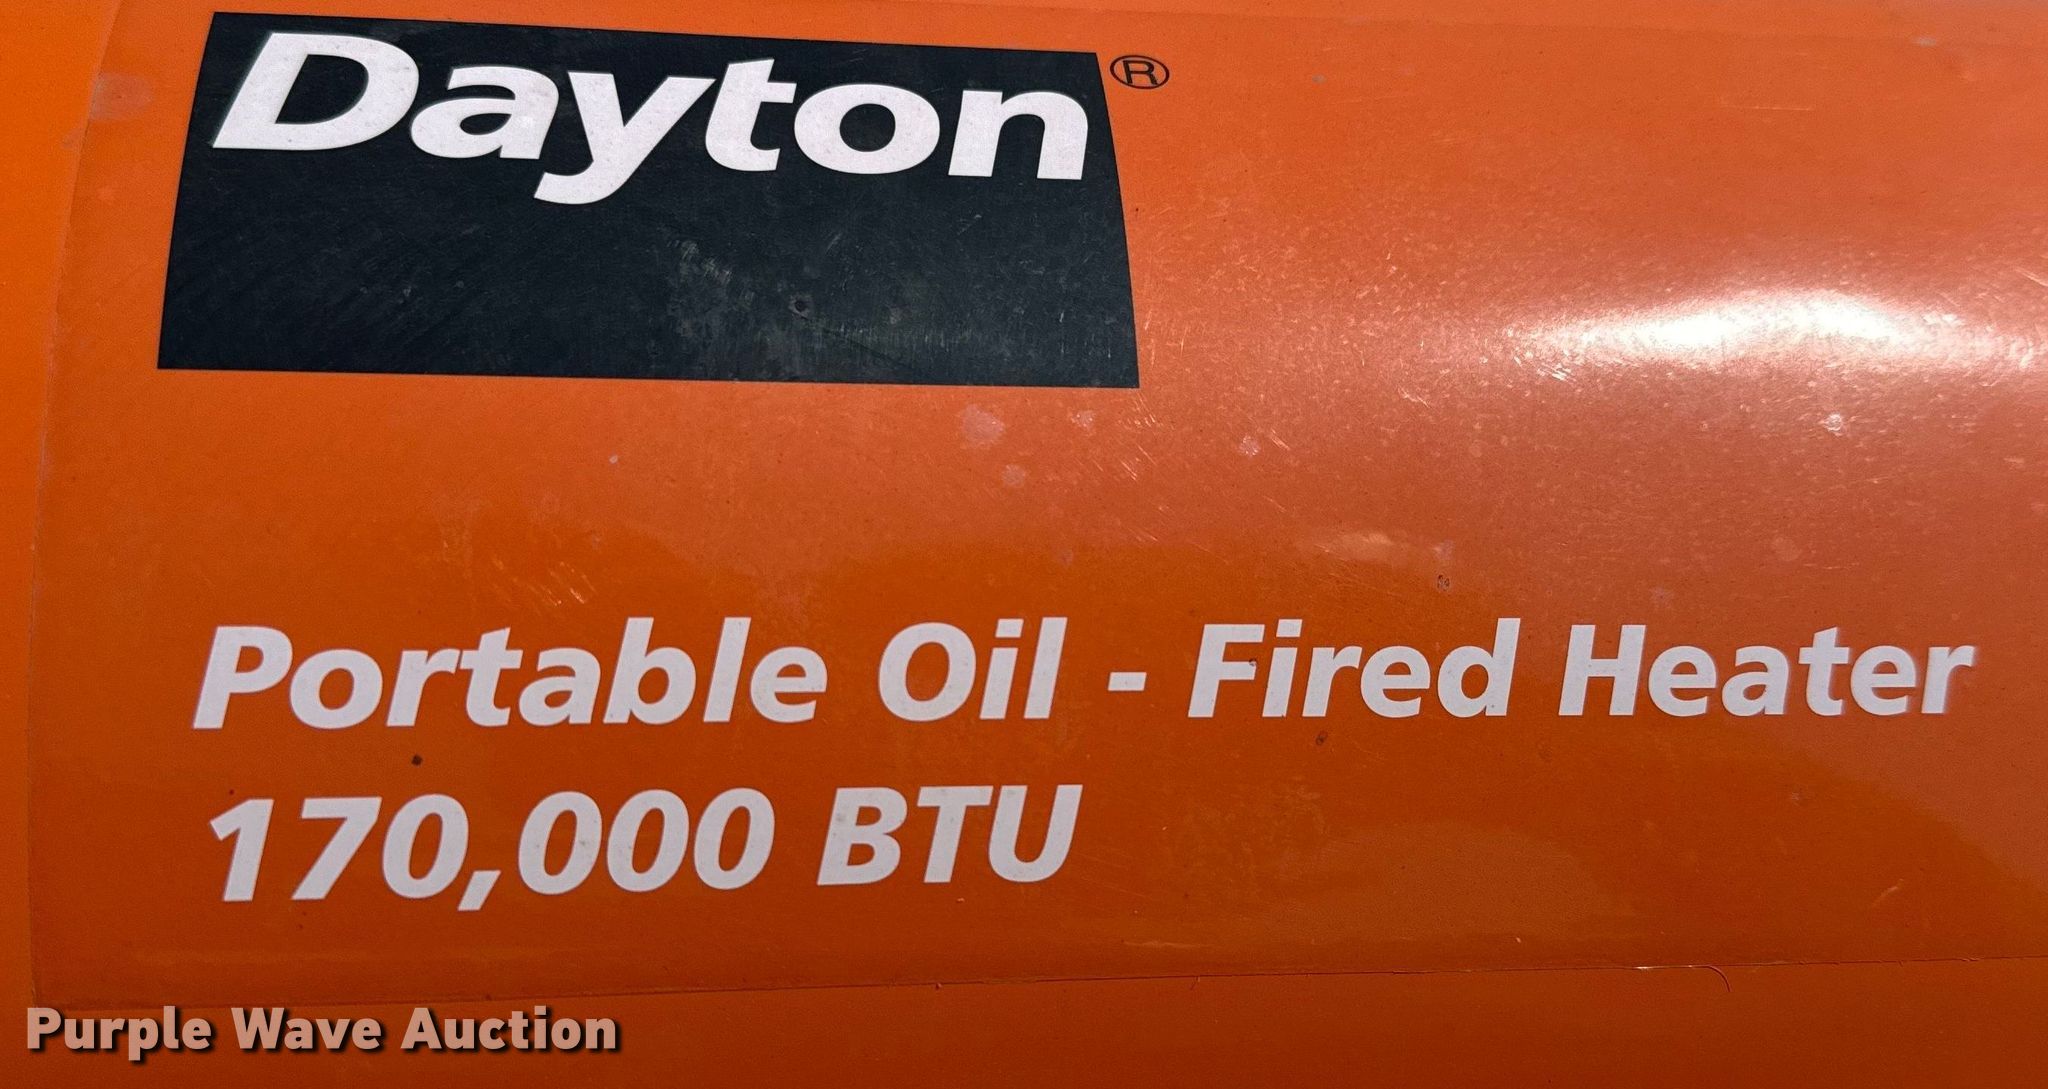 Dayton®
Portable Oil - Fired Heater
170,000 BTU
Purple Wave Auction